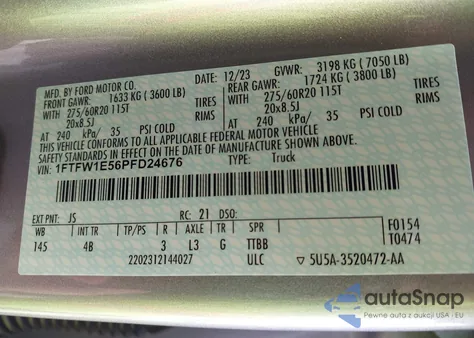 MFD. BY FORD MOTOR CO.
DATE: 12/23 GVWR: 3198 KG ( 7050 LB)
FRONT GAWR: 1633 KG ( 3600 LB) REAR GAWR: 1724 KG ( 3800 LB)
WITH 275/60R20 115T TIRES WITH 275/60R20 115T TIRES
20x8.5J RIMS 20x8.5J RIMS
AT 240 kPa/ 35 PSI COLD AT 240 kPa/ 35 PSI COLD
THIS VEHICLE CONFORMS TO ALL APPLICABLE FEDERAL MOTOR
VEHICLE SAFETY STANDARDS IN EFFECT ON THE DATE OF MANUFACTURE SHOWN ABOVE.
VIN: 1FTFW1E56PFD24676 TYPE: Truck
EXT PNT: JS RC: 21 DSO:
WB INT TR TP/PS R AXLE TR SPR
145 4B 3 L3 G TTBB
F0154
T0474
2202312144027 ULC ▽ 5U5A-3520472-AA
autoSnap
Pewne auta z aukcji USA - EU